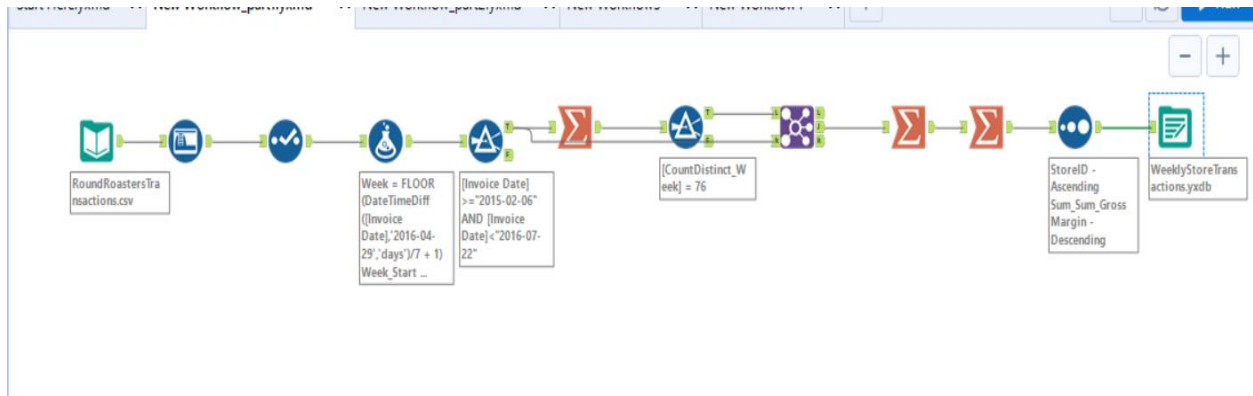 RoundRoastersTra
nsactions.csv
Week = FLOOR
(DateTimeDiff
([Invoice
Date],'2016-04-
29','days')/7 + 1)
Week_Start ...
[Invoice Date]
>="2015-02-06"
AND [Invoice
Date]<"2016-07-
22"
[CountDistinct_W
eek] = 76
StoreID -
Ascending
Sum_Sum_Gross
Margin -
Descending
WeeklyStoreTrans
actions.yxdb